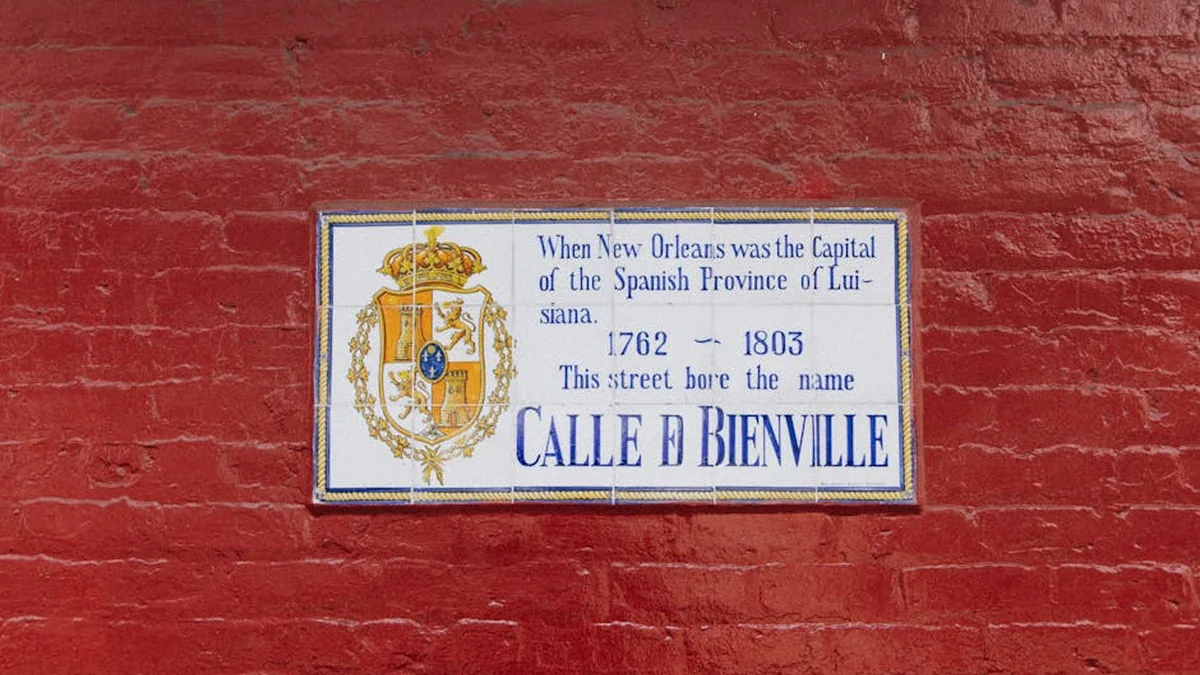 When New Orleans was the Capital
of the Spanish Province of Lui~
siana.
1762 ~ 1803
This street bore the name
CALLE D BIENVILLE